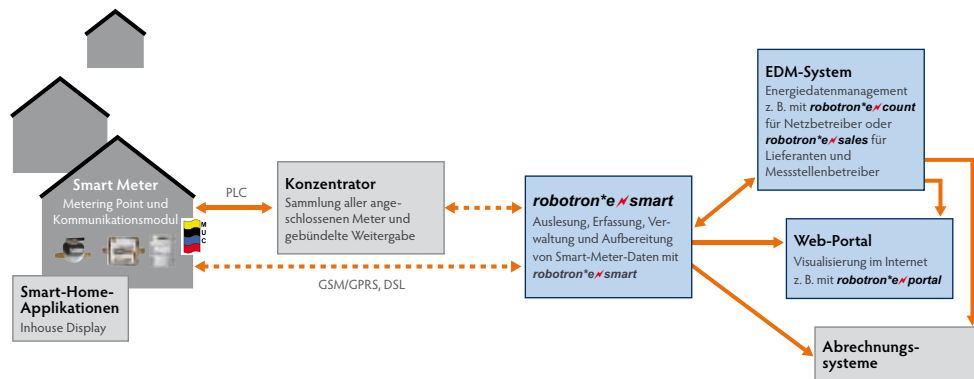 Smart Meter
Metering Point und
Kommunikationsmodul
MUC
Smart-Home-
Applikationen
Inhouse Display
PLC
Konzentrator
Sammlung aller ange-
schlossenen Meter und
gebündelte Weitergabe
GSM/GPRS, DSL
robotron*e smart
Auslesung, Erfassung, Ver-
waltung und Aufbereitung
von Smart-Meter-Daten mit
robotron*e smart
EDM-System
Energiedatenmanagement
z. B. mit robotron*e count
für Netzbetreiber oder
robotron*e sales für
Lieferanten und
Messstellenbetreiber
Web-Portal
Visualisierung im Internet
z. B. mit robotron*e portal
Abrechnungs-
systeme